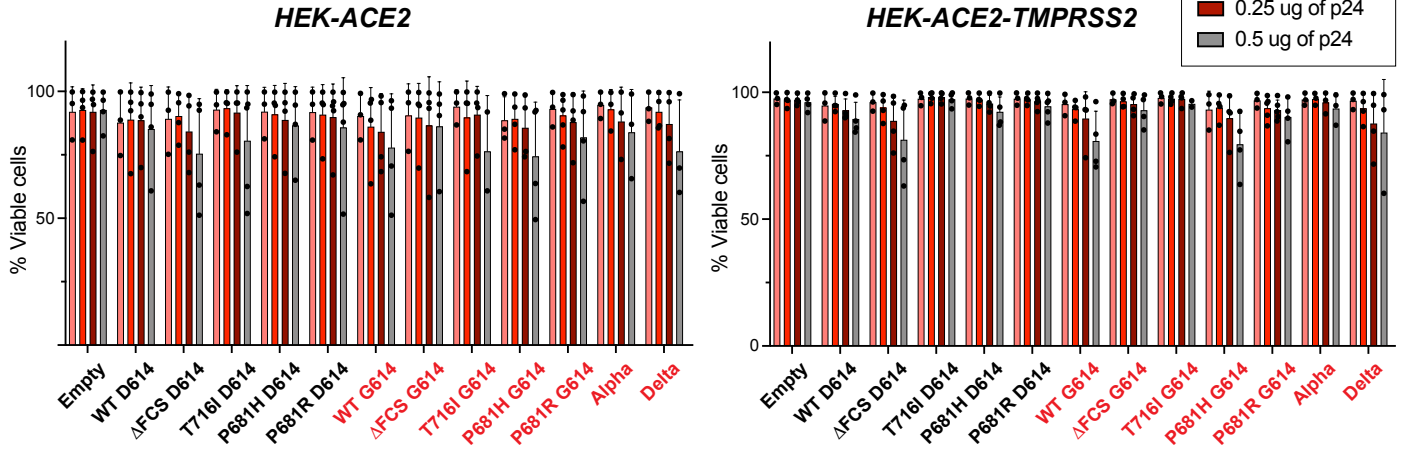 HEK-ACE2
HEK-ACE2-TMPRSS2
0.25 ug of p24
0.5 ug of p24
% Viable cells
100
50
Empty
WT D614
ΔFCS D614
T716I D614
P681H D614
P681R D614
WT G614
ΔFCS G614
T716I G614
P681H G614
P681R G614
Alpha
Delta
% Viable cells
100
50
0
Empty
WT D614
ΔFCS D614
T716I D614
P681H D614
P681R D614
WT G614
ΔFCS G614
T716I G614
P681H G614
P681R G614
Alpha
Delta